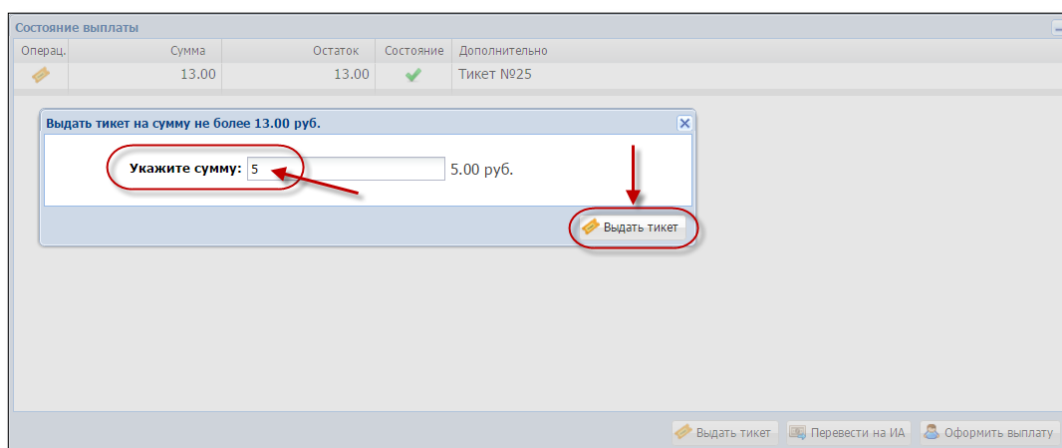 Состояние выплаты
Операц. Сумма Остаток Состояние Дополнительно
13.00 13.00 Тикет №25
Выдать тикет на сумму не более 13.00 руб.
Укажите сумму: 5 5.00 руб.
Выдать тикет
Выдать тикет Перевести на ИА Оформить выплату